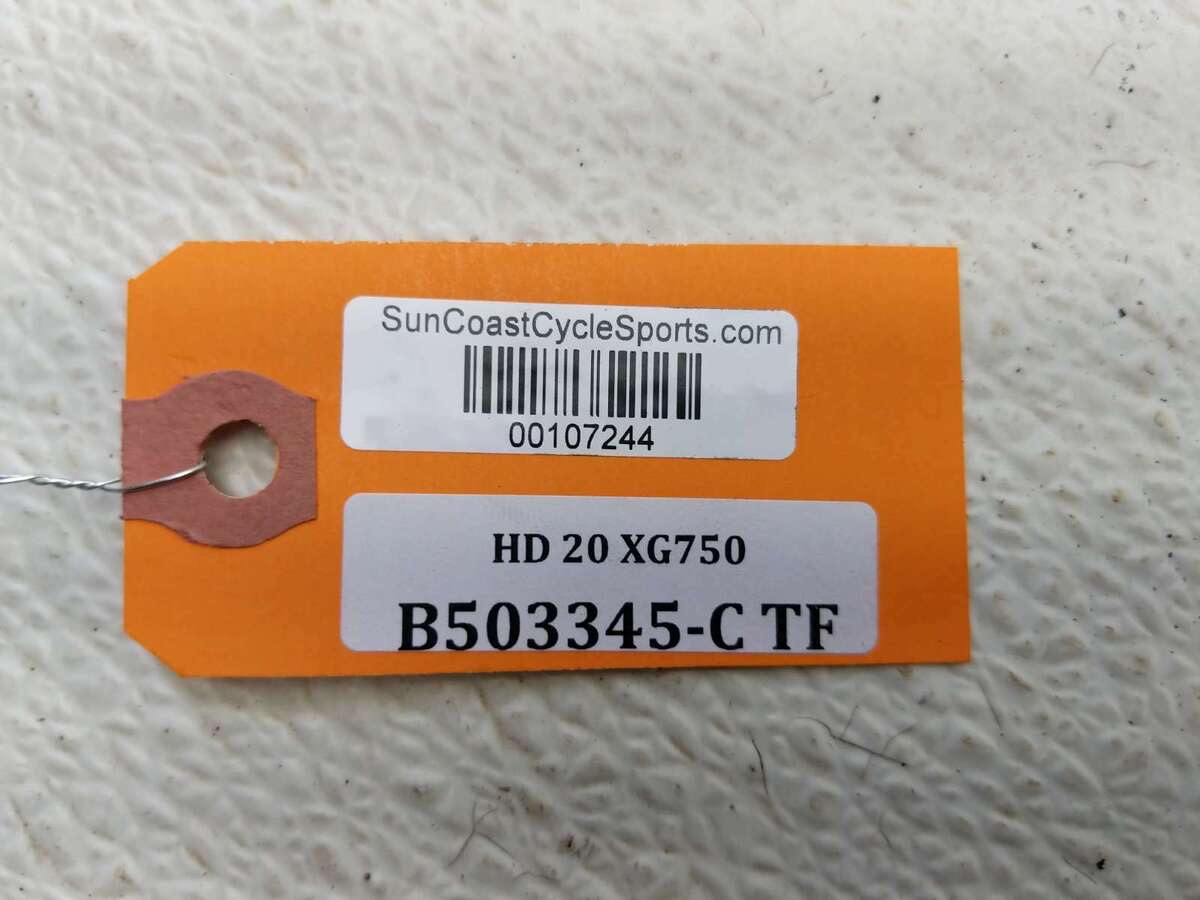 SunCoastCycleSports.com
00107244
HD 20 XG750
B503345-C TF